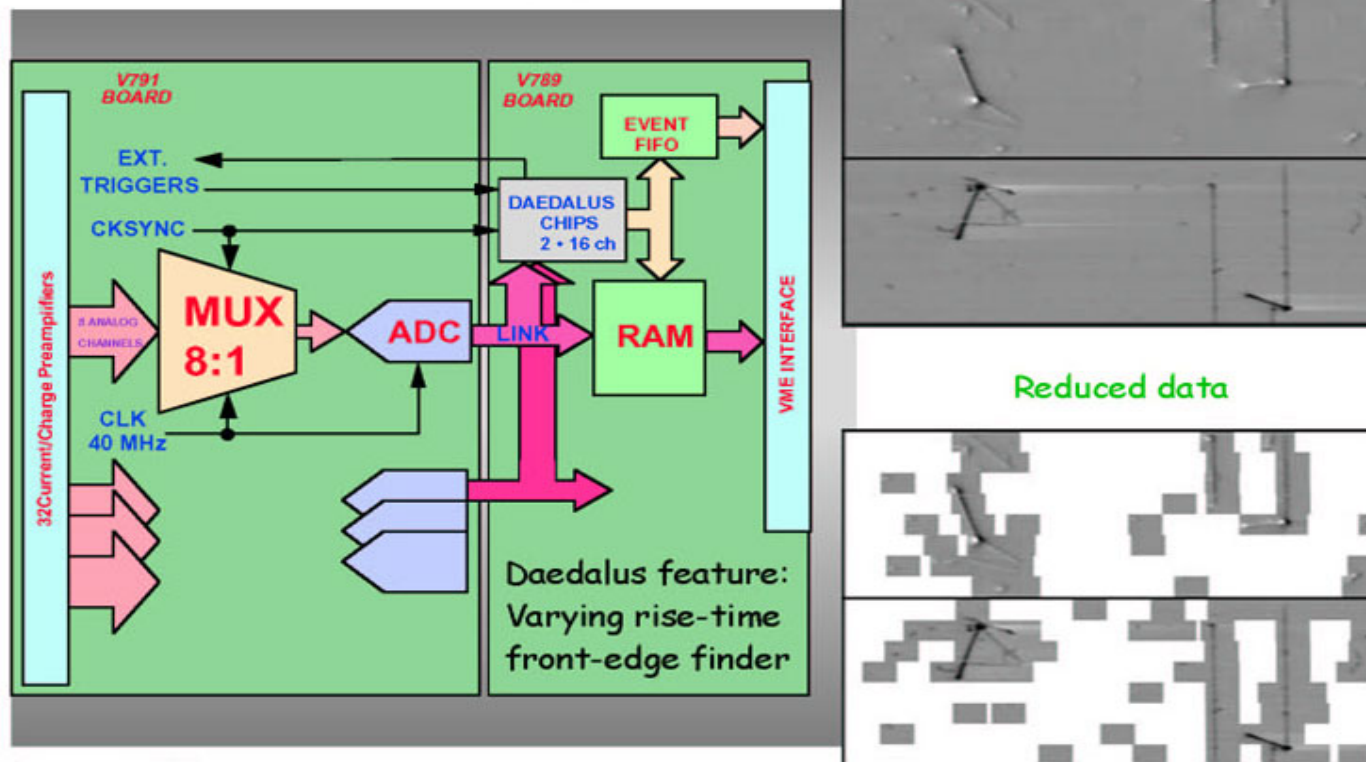 V791
BOARD
V789
BOARD
EVENT
FIFO
EXT.
TRIGGERS
CKSYNC
DAEDALUS
CHIPS
2 • 16 ch
32Current/Charge Preamplifiers
8 ANALOG
CHANNELS
MUX
8:1
ADC
LINK
RAM
VME INTERFACE
CLK
40 MHz
Daedalus feature:
Varying rise-time
front-edge finder
Reduced data